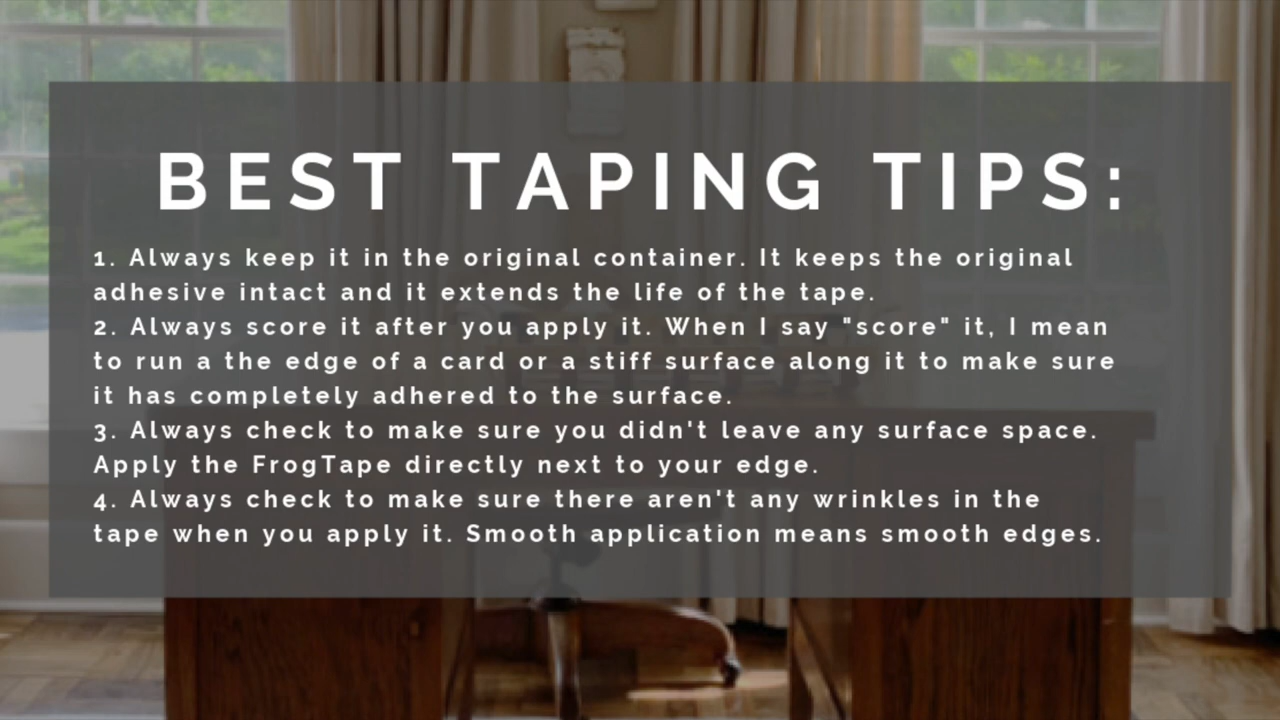 BEST TAPING TIPS:
1. Always keep it in the original container. It keeps the original
adhesive intact and it extends the life of the tape.
2. Always score it after you apply it. When I say "score" it, I mean
to run a the edge of a card or a stiff surface along it to make sure
it has completely adhered to the surface.
3. Always check to make sure you didn't leave any surface space.
Apply the FrogTape directly next to your edge.
4. Always check to make sure there aren't any wrinkles in the
tape when you apply it. Smooth application means smooth edges.